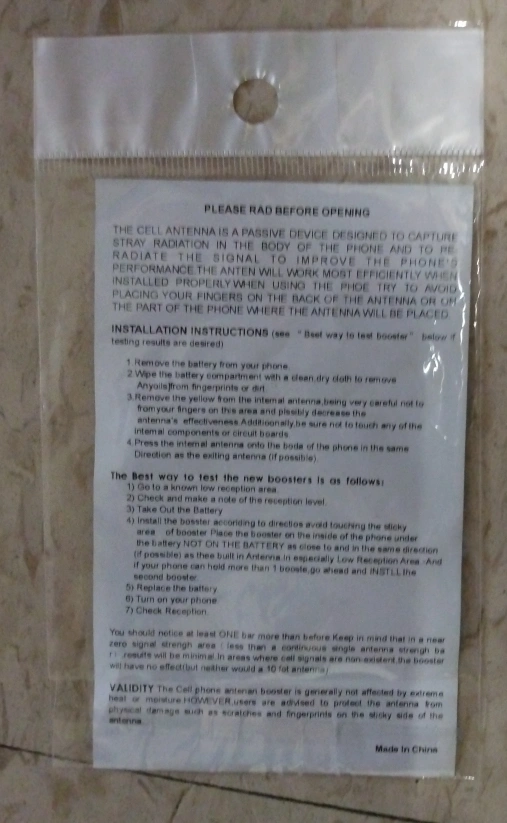 PLEASE RAD BEFORE OPENING
THE CELL ANTENNA IS A PASSIVE DEVICE DESIGNED TO CAPTURE
STRAY RADIATION IN THE BODY OF THE PHONE AND TO RE-
RADIATE THE SIGNAL TO IMPROVE THE PHONE'S
PERFORMANCE.THE ANTEN WILL WORK MOST EFFICIENTLY WHEN
INSTALLED PROPERLY.WHEN USING THE PHOE TRY TO AVOID
PLACING YOUR FINGERS ON THE BACK OF THE ANTENNA OR ON
THE PART OF THE PHONE WHERE THE ANTENNA WILL BE PLACED.
INSTALLATION INSTRUCTIONS (see "Bset way to test booster" below if
testing results are desired)
1.Remove the battery from your phone.
2.Wipe the battery compartment with a clean,dry cloth to remove
Anyoils]from fingerprints or dirt.
3.Remove the yellow from the internal antenna,being very careful not to
from your fingers on this area and plssibly decrease the
antenna's effectiveness.Additioonally,be sure not to touch any of the
internal components or circuit boards.
4.Press the internal antenna onto the boda of the phone in the same
Direction as the exiting antenna (if possible).
The Best way to test the new boosters is as follows:
1) Go to a known low reception area.
2) Check and make a note of the reception level.
3) Take Out the Battery
4) Install the bosster according to directios avoid touching the sticky
area of booster Place the booster on the inside of the phone under
the battery NOT ON THE BATTERY as close to and in the same direction
(if possible) as thee built in Antenna.In especially Low Reception Area.And
if your phone can hold more than 1 booste,go ahead and INSTLL the
second booster.
5) Replace the battery.
6) Turn on your phone
7) Check Reception.
You should notice at least ONE bar more than before.Keep in mind that in a near
zero signal strengh area : less than a continuous single antenna strengh ba
results will be minimal.In areas where cell signals are non-existent,the booster
will have no effect(but neither would a 10 fot antenna)
VALIDITY The Cell phone antenan booster is generally not affected by extreme
heat or moisture.HOWEVER,users are advised to protect the antenna from
physical damage such as scratches and fingerprints on the sticky side of the
antenna.
Made In China